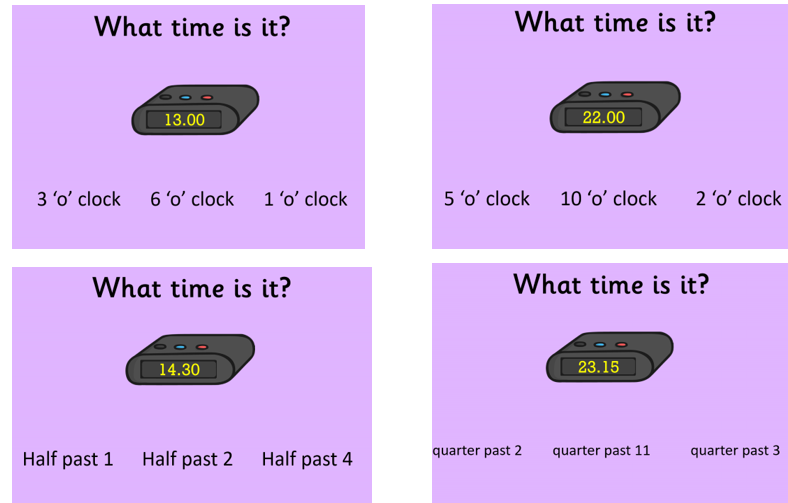 What time is it?
13.00
3 ‘o’ clock 6 ‘o’ clock 1 ‘o’ clock
What time is it?
22.00
5 ‘o’ clock 10 ‘o’ clock 2 ‘o’ clock
What time is it?
14.30
Half past 1 Half past 2 Half past 4
What time is it?
23.15
quarter past 2 quarter past 11 quarter past 3